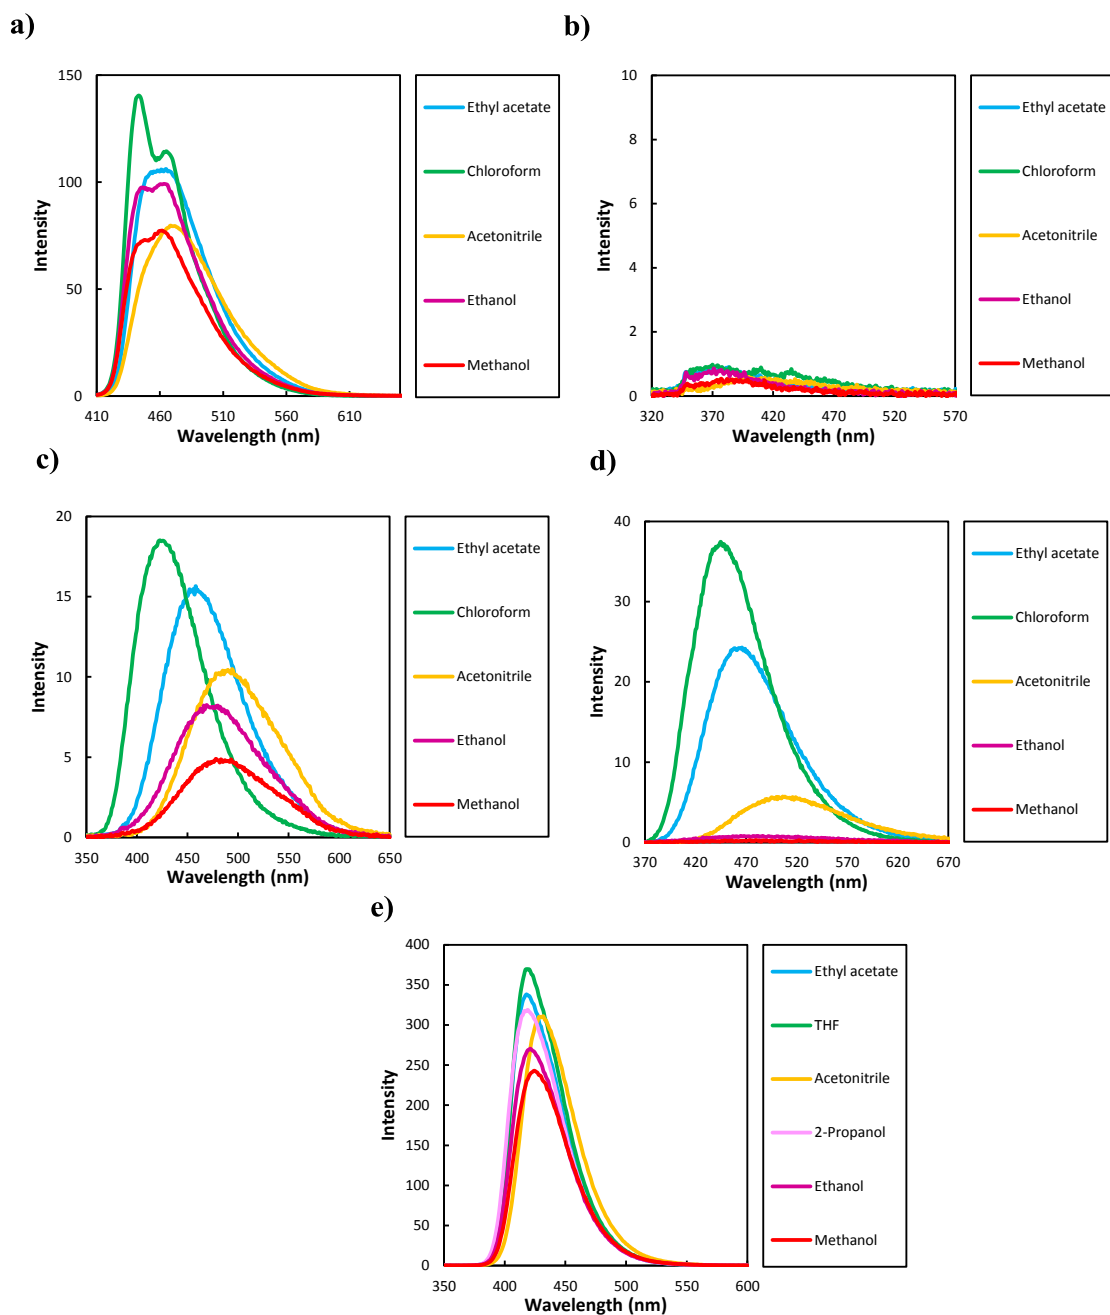 a)
150
100
50
0
Intensity
410 460 510 560 610
Wavelength (nm)
Ethyl acetate
Chloroform
Acetonitrile
Ethanol
Methanol
b)
10
8
6
4
2
0
Intensity
320 370 420 470 520 570
Wavelength (nm)
Ethyl acetate
Chloroform
Acetonitrile
Ethanol
Methanol
c)
20
15
10
5
0
Intensity
350 400 450 500 550 600 650
Wavelength (nm)
Ethyl acetate
Chloroform
Acetonitrile
Ethanol
Methanol
d)
40
30
20
10
0
Intensity
370 420 470 520 570 620 670
Wavelength (nm)
Ethyl acetate
Chloroform
Acetonitrile
Ethanol
Methanol
e)
400
350
300
250
200
150
100
50
0
Intensity
350 400 450 500 550 600
Wavelength (nm)
Ethyl acetate
THF
Acetonitrile
2-Propanol
Ethanol
Methanol